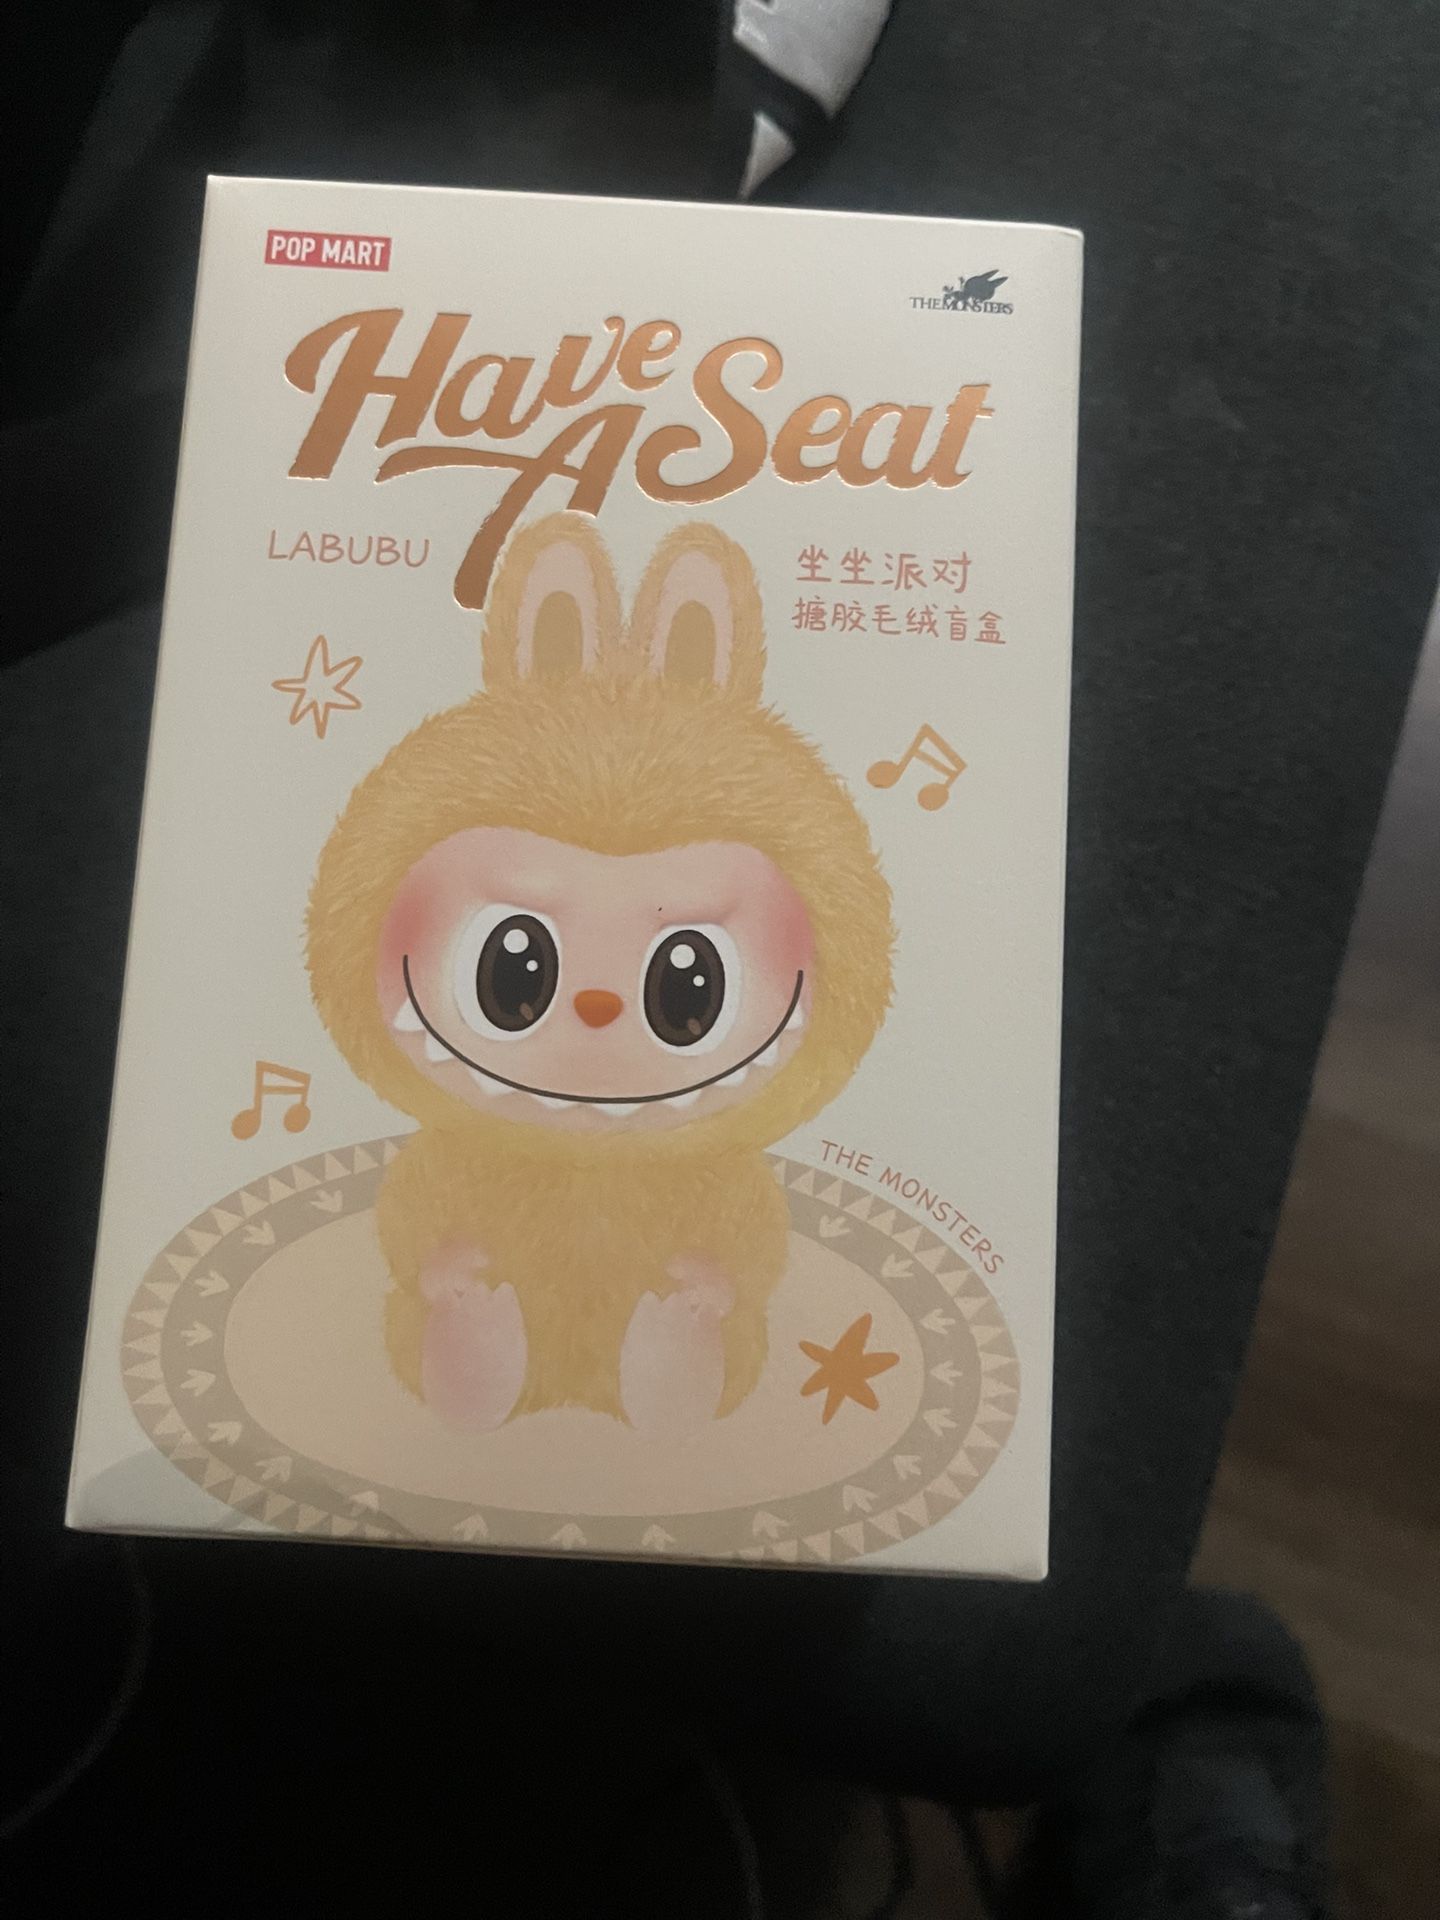 POP MART
THE MONSTERS
Have
A Seat
LABUBU
坐坐派对
搪胶毛绒盲盒
THE MONSTERS